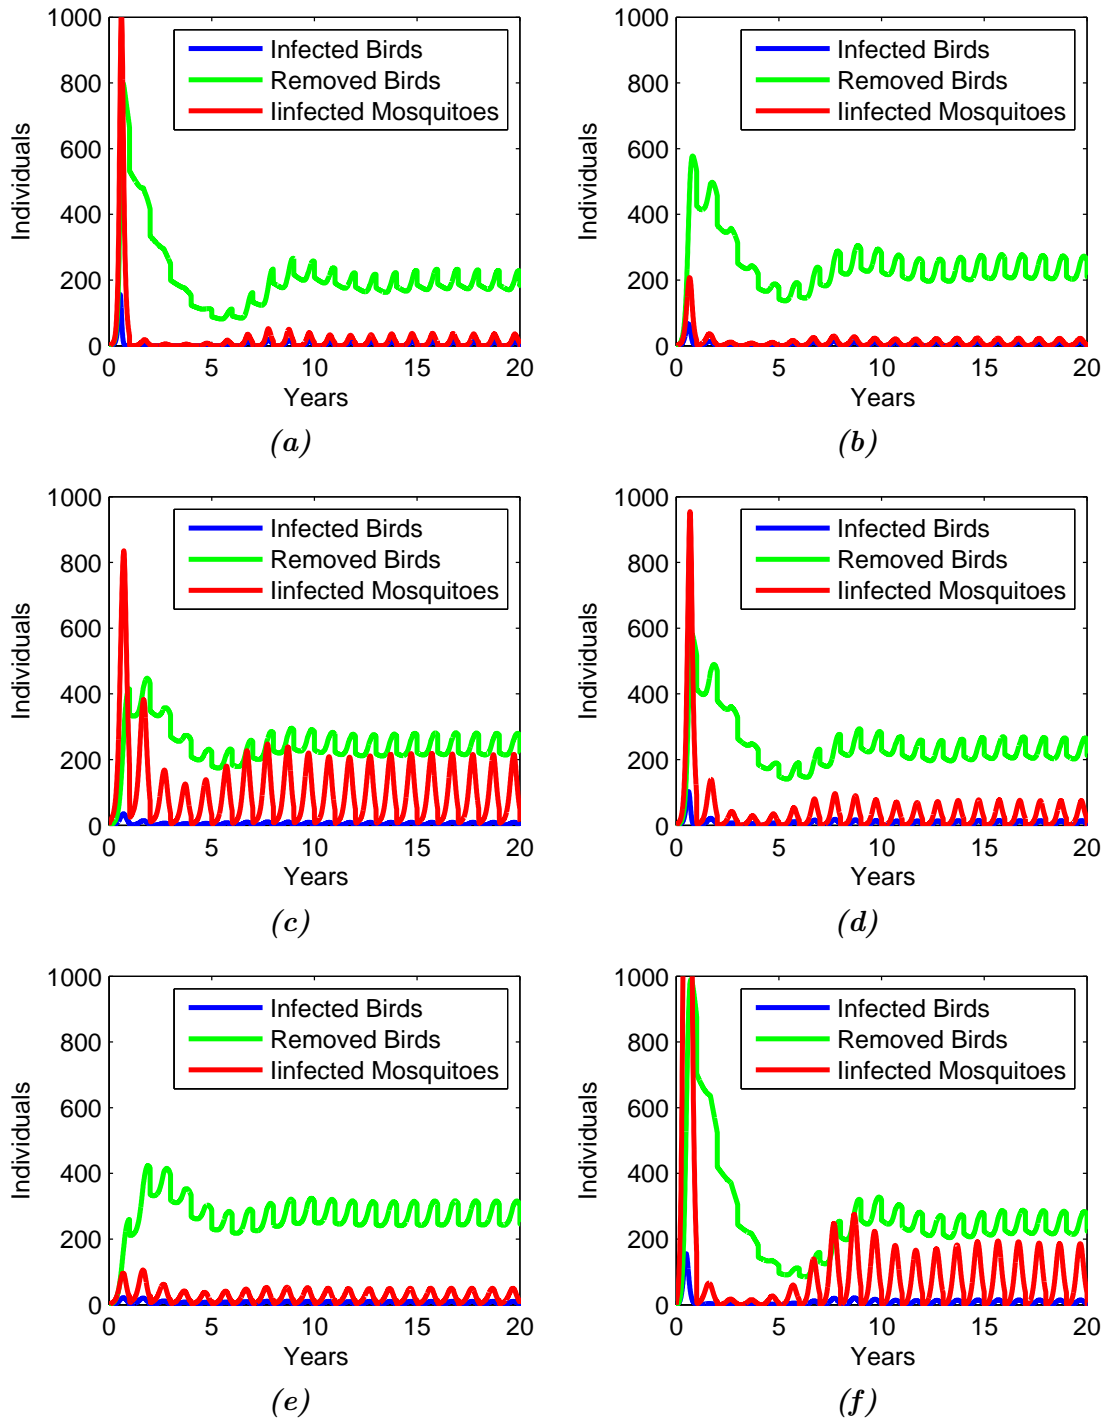 1000
800
600
400
200
0
Individuals
Infected Birds
Removed Birds
Iinfected Mosquitoes
0 5 10 15 20
Years
(a)
1000
800
600
400
200
0
Individuals
Infected Birds
Removed Birds
Iinfected Mosquitoes
0 5 10 15 20
Years
(b)
1000
800
600
400
200
0
Individuals
Infected Birds
Removed Birds
Iinfected Mosquitoes
0 5 10 15 20
Years
(c)
1000
800
600
400
200
0
Individuals
Infected Birds
Removed Birds
Iinfected Mosquitoes
0 5 10 15 20
Years
(d)
1000
800
600
400
200
0
Individuals
Infected Birds
Removed Birds
Iinfected Mosquitoes
0 5 10 15 20
Years
(e)
1000
800
600
400
200
0
Individuals
Infected Birds
Removed Birds
Iinfected Mosquitoes
0 5 10 15 20
Years
(f)